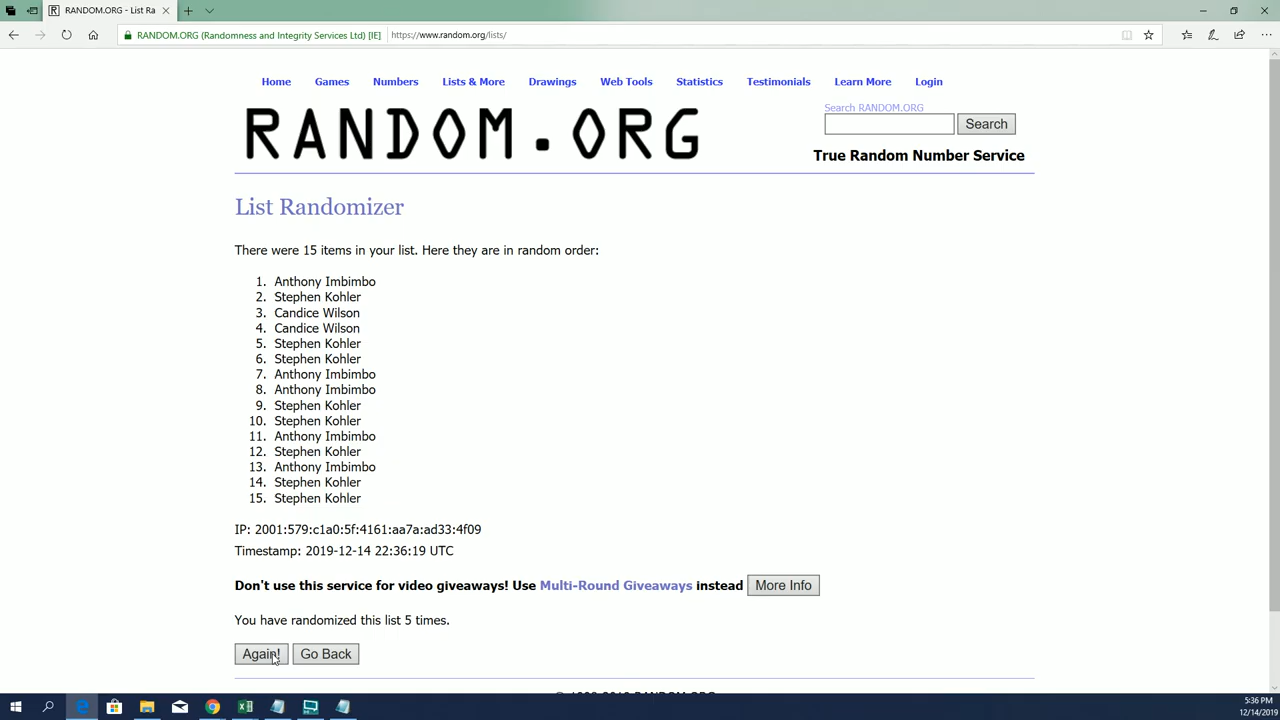 RANDOM.ORG - List Ra
RANDOM.ORG (Randomness and Integrity Services Ltd) [IE]
https://www.random.org/lists/
Home Games Numbers Lists & More Drawings Web Tools Statistics Testimonials Learn More Login
Search RANDOM.ORG
RANDOM.ORG
Search
True Random Number Service
List Randomizer
There were 15 items in your list. Here they are in random order:
1. Anthony Imbimbo
2. Stephen Kohler
3. Candice Wilson
4. Candice Wilson
5. Stephen Kohler
6. Stephen Kohler
7. Anthony Imbimbo
8. Anthony Imbimbo
9. Stephen Kohler
10. Stephen Kohler
11. Anthony Imbimbo
12. Stephen Kohler
13. Anthony Imbimbo
14. Stephen Kohler
15. Stephen Kohler
IP: 2001:579:c1a0:5f:4161:aa7a:ad33:4f09
Timestamp: 2019-12-14 22:36:19 UTC
Don't use this service for video giveaways! Use Multi-Round Giveaways instead More Info
You have randomized this list 5 times.
Again! Go Back
5:36 PM
12/14/2019